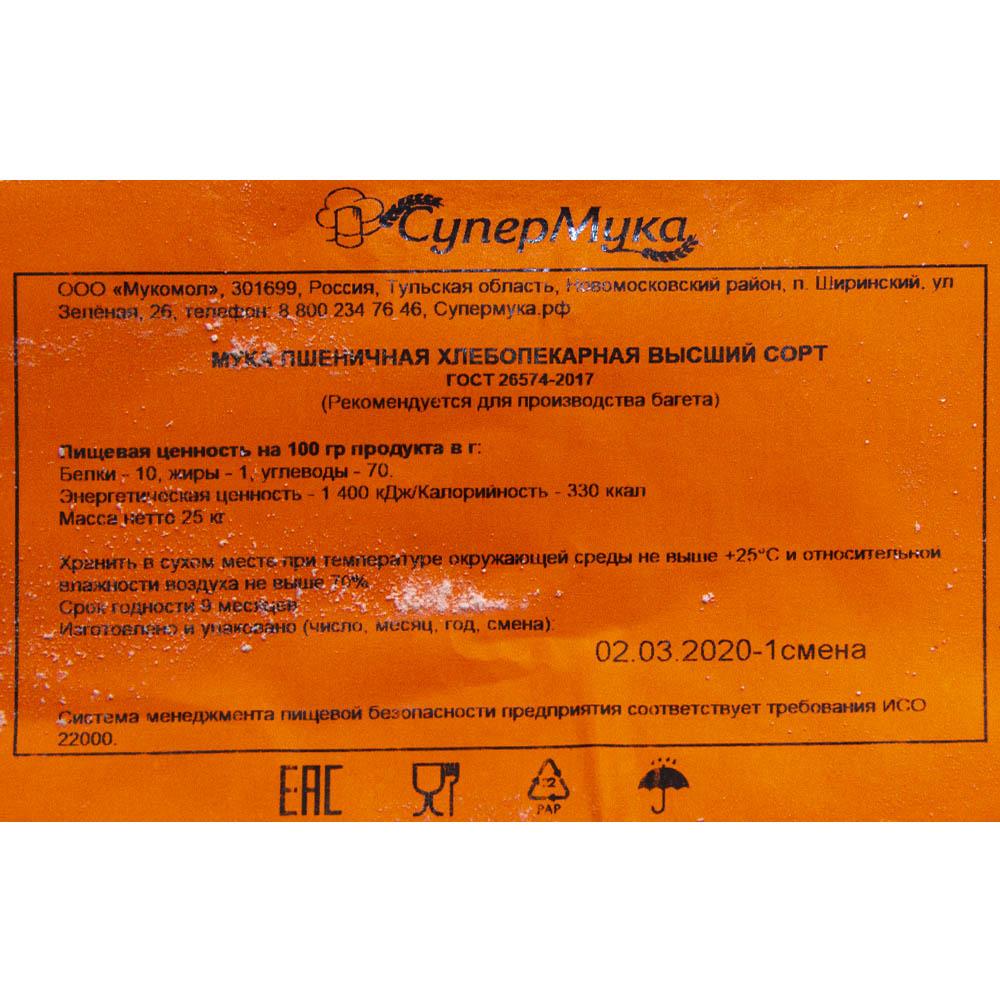 СуперМука
ООО «Мукомол», 301699, Россия, Тульская область, Новомосковский район, п. Ширинский, ул
Зелёная, 26, телефон: 8 800 234 76 46, Супермука.рф
МУКА ПШЕНИЧНАЯ ХЛЕБОПЕКАРНАЯ ВЫСШИЙ СОРТ
ГОСТ 26574-2017
(Рекомендуется для производства багета)
Пищевая ценность на 100 гр продукта в г:
Белки - 10, жиры - 1, углеводы - 70.
Энергетическая ценность - 1 400 кДж/Калорийность - 330 ккал
Масса нетто 25 кг
Хранить в сухом месте при температуре окружающей среды не выше +25°С и относительной
влажности воздуха не выше 70%
Срок годности 9 месяцев
Изготовлено и упаковано (число, месяц, год, смена):
02.03.2020-1смена
Система менеджмента пищевой безопасности предприятия соответствует требования ИСО
22000.
ЕАС
22
PAP